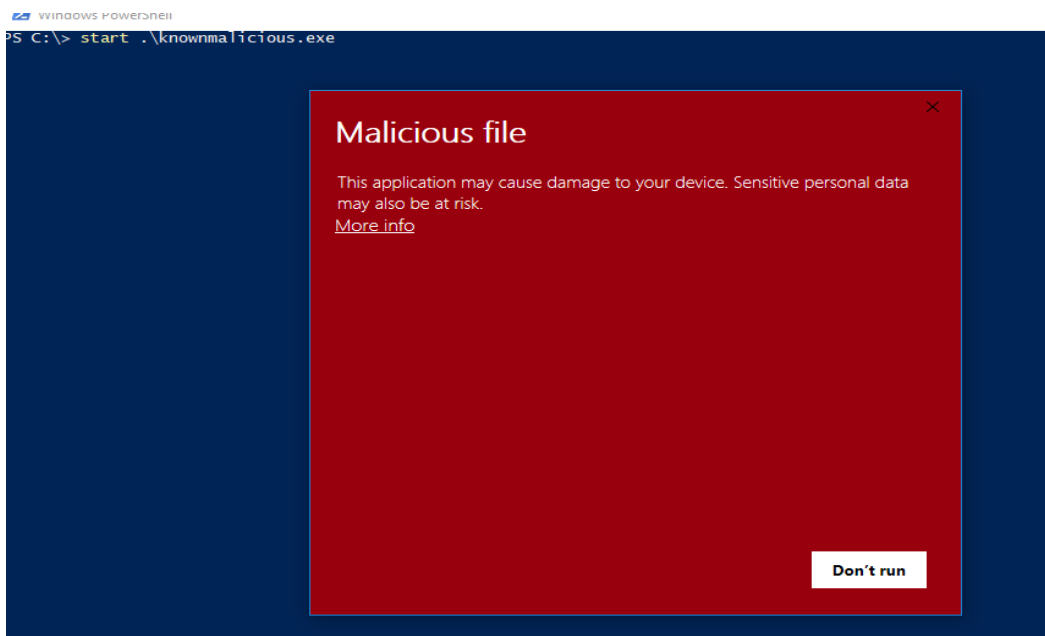 Windows PowerShell
PS C:\> start .\knownmalicious.exe
Malicious file
This application may cause damage to your device. Sensitive personal data
may also be at risk.
More info
Don't run